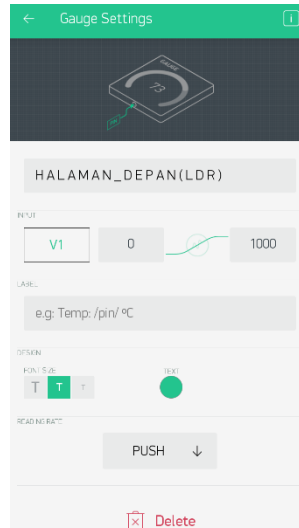 ← Gauge Settings i
GAUGE
73
HALAMAN_DEPAN(LDR)
INPUT
V1 0 1000
LABEL
e.g: Temp: /pin/ ºC
DESIGN
FONT SIZE TEXT
T T T
READING RATE
PUSH ↓
Delete